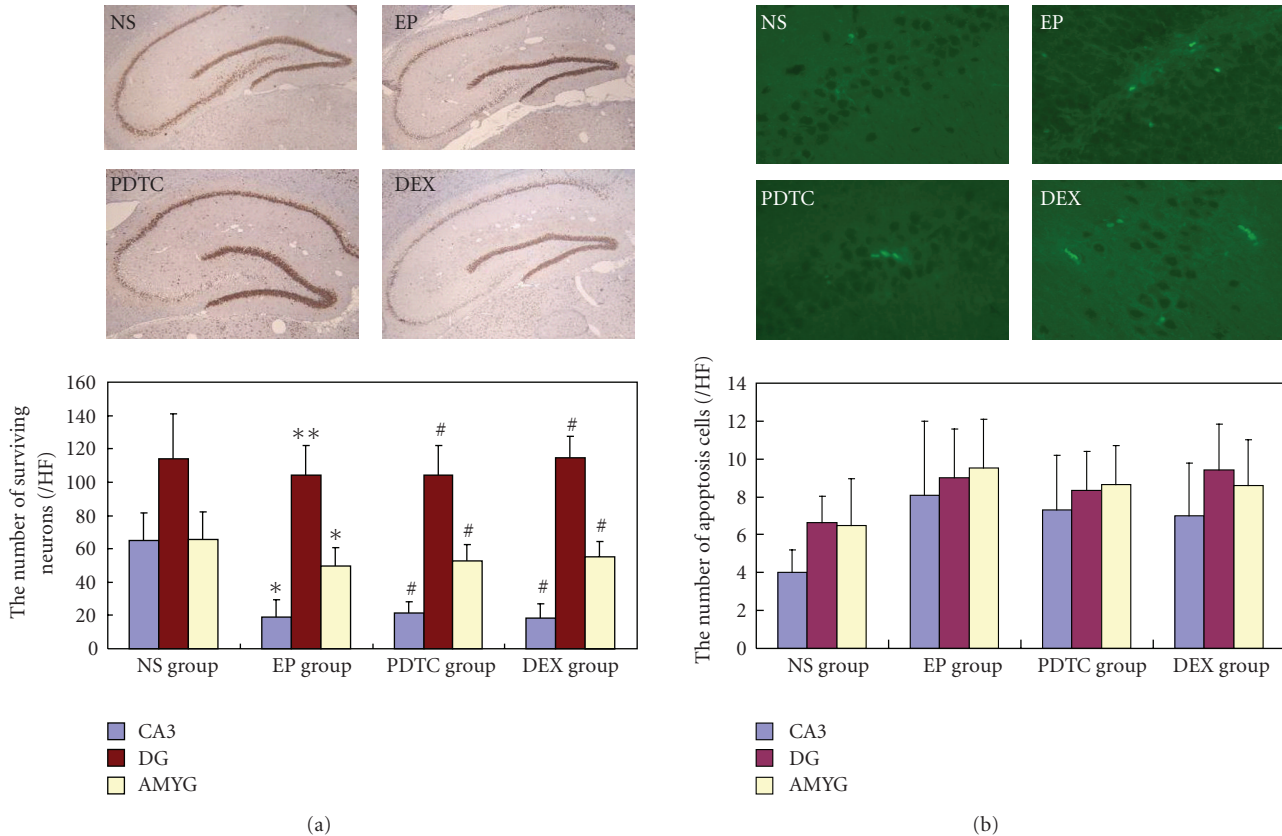 NS
EP
PDTC
DEX
The number of surviving
neurons (/HF)
160
140
120
100
80
60
40
20
0
*
**
*
#
#
#
#
#
#
NS group
EP group
PDTC group
DEX group
CA3
DG
AMYG
(a)
NS
EP
PDTC
DEX
The number of apoptosis cells (/HF)
14
12
10
8
6
4
2
0
NS group
EP group
PDTC group
DEX group
CA3
DG
AMYG
(b)